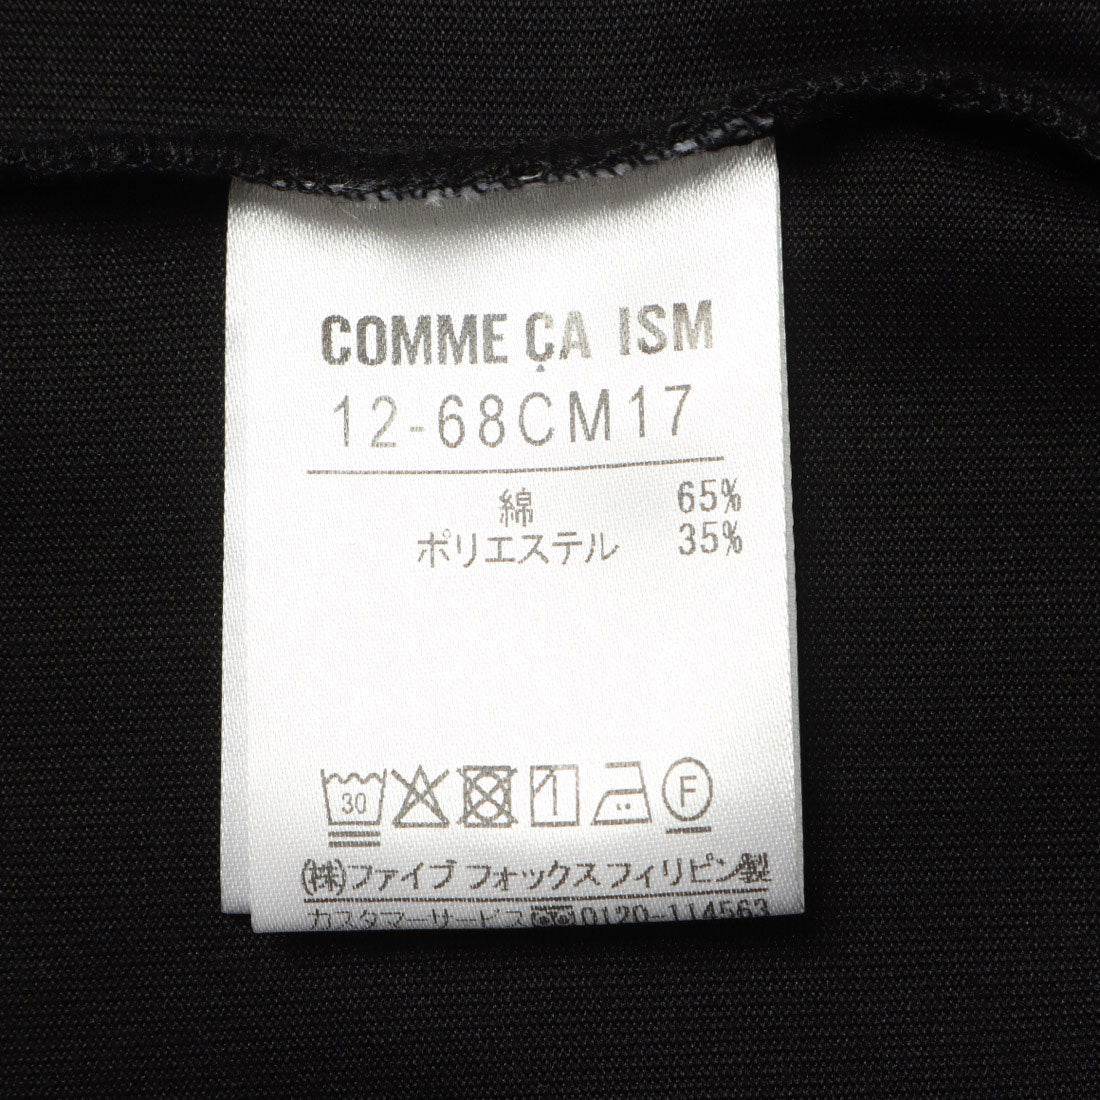 COMME ÇA ISM
12-68CM17
綿 65%
ポリエステル 35%
30 F
(株)ファイブ フォックス フィリピン製
カスタマーサービス 0120-114563